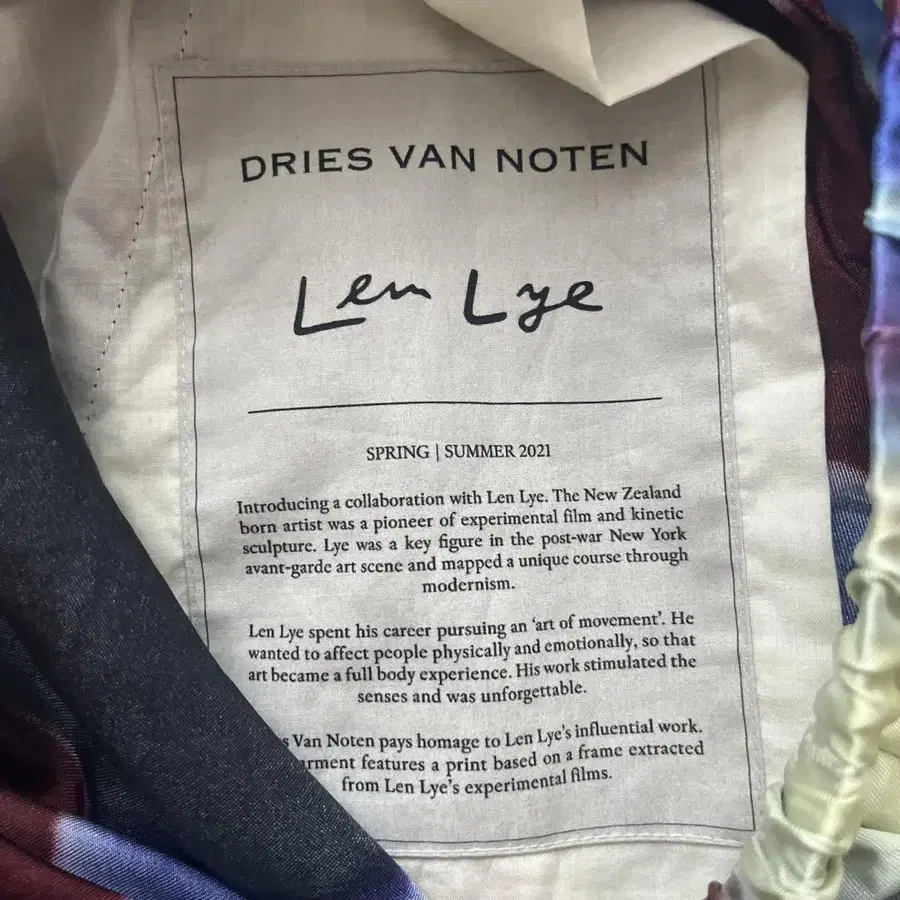 DRIES VAN NOTEN
Len Lye
SPRING | SUMMER 2021
Introducing a collaboration with Len Lye. The New Zealand
born artist was a pioneer of experimental film and kinetic
sculpture. Lye was a key figure in the post-war New York
avant-garde art scene and mapped a unique course through
modernism.
Len Lye spent his career pursuing an ‘art of movement’. He
wanted to affect people physically and emotionally, so that
art became a full body experience. His work stimulated the
senses and was unforgettable.
Van Noten pays homage to Len Lye's influential work.
features a print based on a frame extracted
from Len Lye's experimental films.